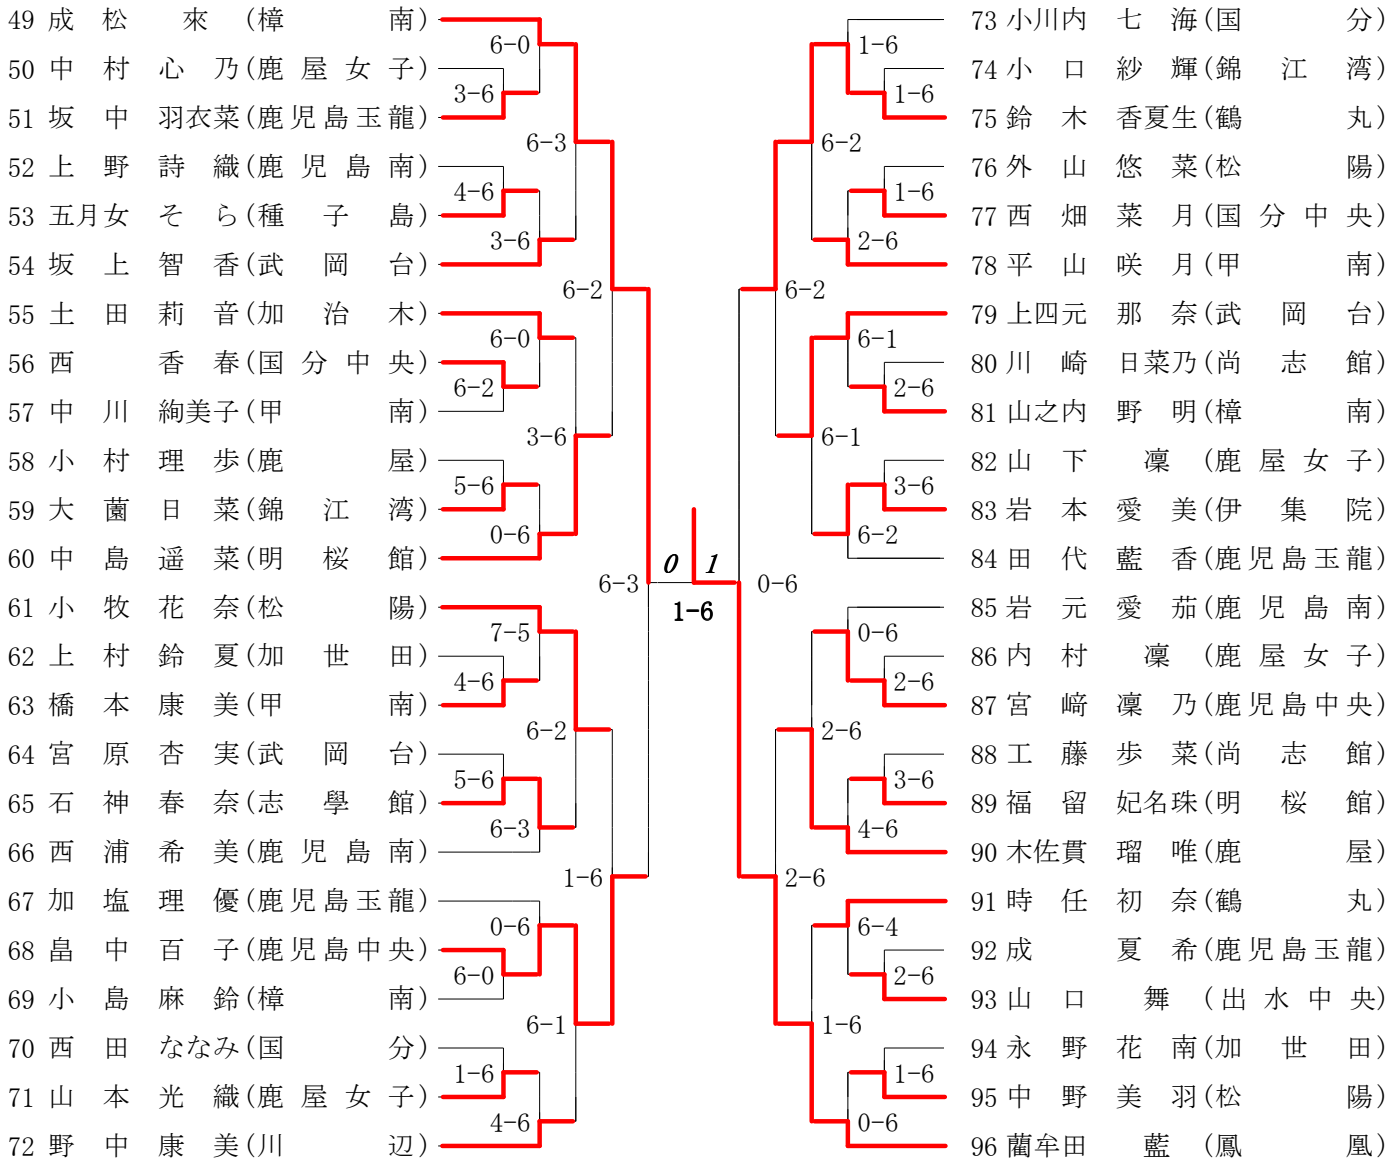 49 成松 來 (樟南)
6-0
50 中村心乃(鹿屋女子)
3-6
51 坂中羽衣菜(鹿児島玉龍)
6-3
52 上野詩織(鹿児島南)
4-6
53 五月女そら(種子島)
3-6
54 坂上智香(武岡台)
6-2
55 土田莉音(加治木)
6-0
56 西 香春(国分中央)
6-2
57 中川絢美子(甲南)
3-6
58 小村理歩(鹿屋)
5-6
59 大薗日菜(錦江湾)
0-6
60 中島遥菜(明桜館)
6-3
61 小牧花奈(松陽)
7-5
62 上村鈴夏(加世田)
4-6
63 橋本康美(甲南)
6-2
64 宮原杏実(武岡台)
5-6
65 石神春奈(志學館)
6-3
66 西浦希美(鹿児島南)
1-6
67 加塩理優(鹿児島玉龍)
0-6
68 畠中百子(鹿児島中央)
6-0
69 小島麻鈴(樟南)
6-1
70 西田ななみ(国分)
1-6
71 山本光織(鹿屋女子)
4-6
72 野中康美(川辺)
0 1
1-6
73 小川内七海(国分)
1-6
74 小口紗輝(錦江湾)
1-6
75 鈴木香夏生(鶴丸)
6-2
76 外山悠菜(松陽)
1-6
77 西畑菜月(国分中央)
2-6
78 平山咲月(甲南)
6-2
79 上四元那奈(武岡台)
6-1
80 川崎日菜乃(尚志館)
2-6
81 山之内野明(樟南)
6-1
82 山下 凜 (鹿屋女子)
3-6
83 岩本愛美(伊集院)
6-2
84 田代藍香(鹿児島玉龍)
0-6
85 岩元愛茄(鹿児島南)
0-6
86 内村 凜 (鹿屋女子)
2-6
87 宮﨑凜乃(鹿児島中央)
2-6
88 工藤歩菜(尚志館)
3-6
89 福留妃名珠(明桜館)
4-6
90 木佐貫瑠唯(鹿屋)
2-6
91 時任初奈(鶴丸)
6-4
92 成 夏希(鹿児島玉龍)
2-6
93 山口 舞 (出水中央)
1-6
94 永野花南(加世田)
1-6
95 中野美羽(松陽)
0-6
96 藺牟田 藍 (鳳凰)